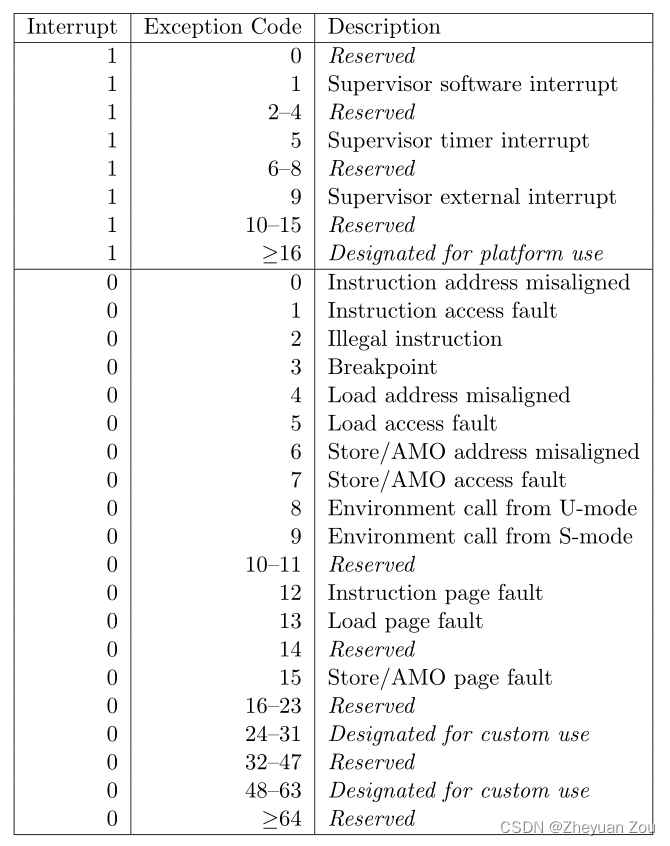 Interrupt Exception Code Description
1 0 Reserved
1 1 Supervisor software interrupt
1 2–4 Reserved
1 5 Supervisor timer interrupt
1 6–8 Reserved
1 9 Supervisor external interrupt
1 10–15 Reserved
1 ≥16 Designated for platform use
0 0 Instruction address misaligned
0 1 Instruction access fault
0 2 Illegal instruction
0 3 Breakpoint
0 4 Load address misaligned
0 5 Load access fault
0 6 Store/AMO address misaligned
0 7 Store/AMO access fault
0 8 Environment call from U-mode
0 9 Environment call from S-mode
0 10–11 Reserved
0 12 Instruction page fault
0 13 Load page fault
0 14 Reserved
0 15 Store/AMO page fault
0 16–23 Reserved
0 24–31 Designated for custom use
0 32–47 Reserved
0 48–63 Designated for custom use
0 ≥64 Reserved
CSDN @Zheyuan Zou